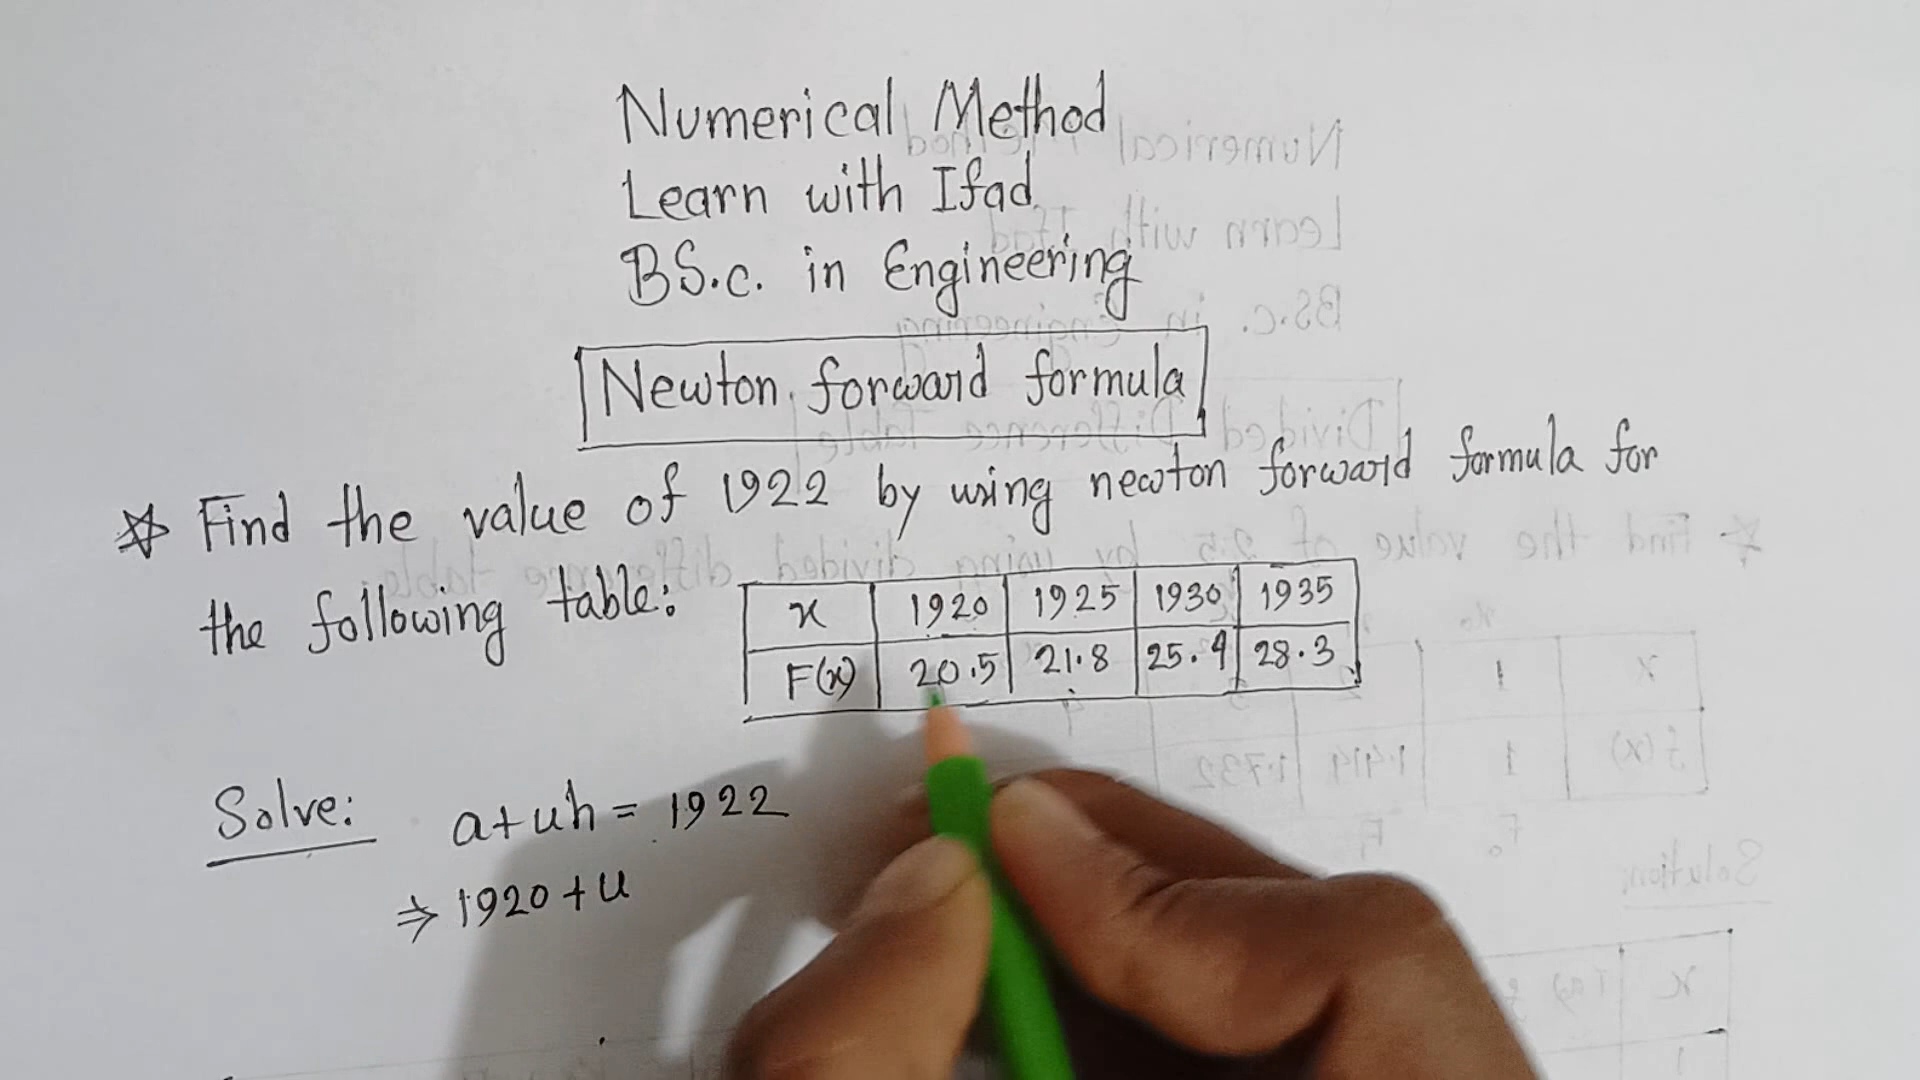 Numerical Method
Learn with Ifad
BS.c. in Engineering
Newton forward formula
Find the value of 1922 by using newton forward formula for
the following table:
x 1920 1925 1930 1935
F(x) 20.5 21.8 25.4 28.3
Solve: a+uh = 1922
⇒ 1920 + u